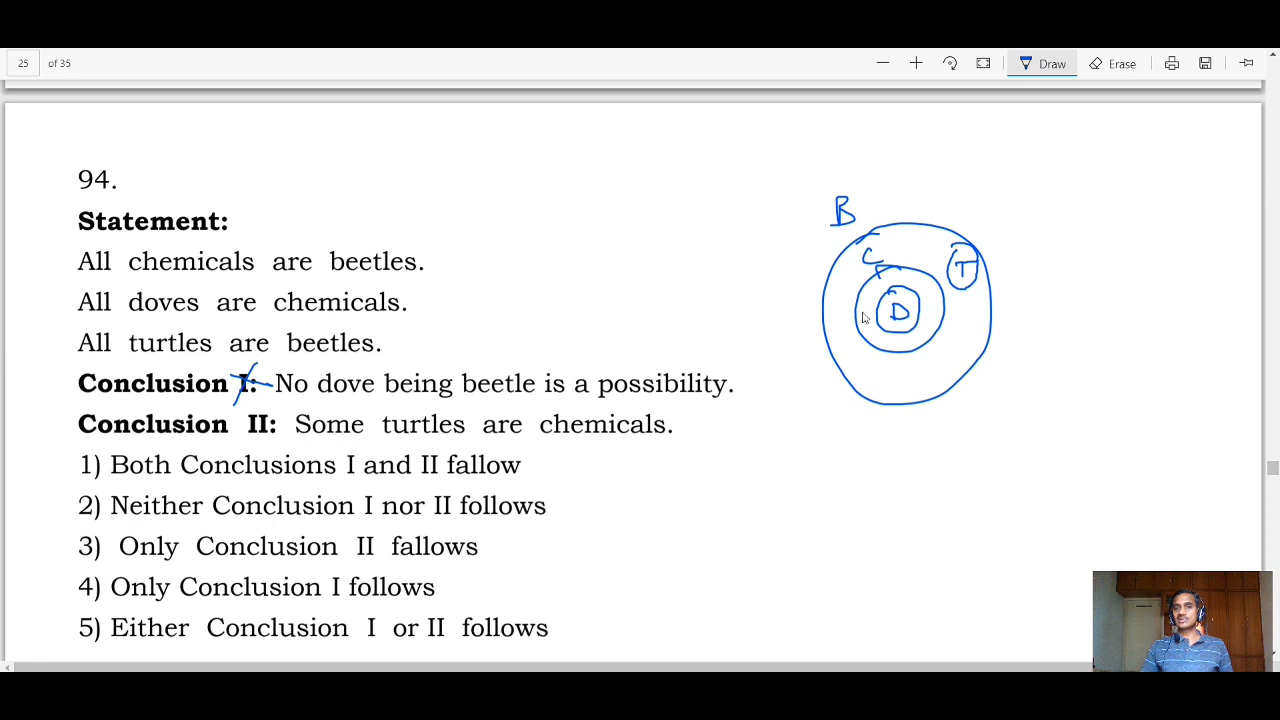 25 of 35 Draw Erase
94.
Statement:
All chemicals are beetles.
All doves are chemicals.
All turtles are beetles.
Conclusion I: No dove being beetle is a possibility.
Conclusion II: Some turtles are chemicals.
1) Both Conclusions I and II fallow
2) Neither Conclusion I nor II follows
3) Only Conclusion II fallows
4) Only Conclusion I follows
5) Either Conclusion I or II follows
B
C
T
D